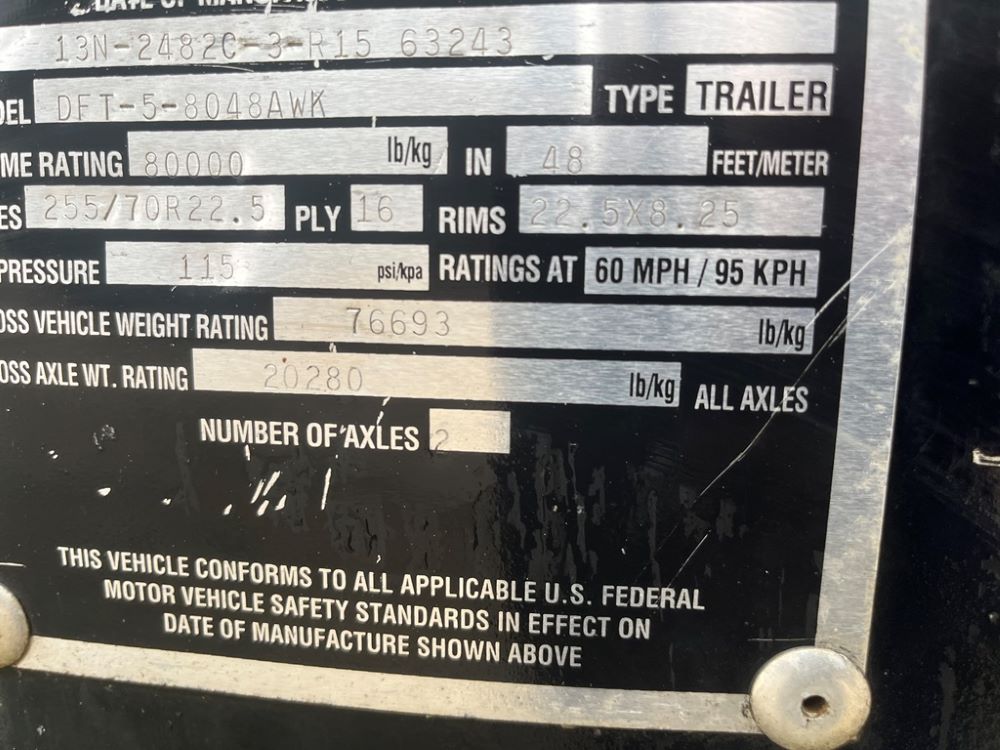 13N-2482C-3-R15 63243
DEL DFT-5-8048AWK TYPE TRAILER
ME RATING 80000 lb/kg IN 48 FEET/METER
ES 255/70R22.5 PLY 16 RIMS 22.5X8.25
PRESSURE 115 psi/kpa RATINGS AT 60 MPH / 95 KPH
OSS VEHICLE WEIGHT RATING 76693 lb/kg
OSS AXLE WT. RATING 20280 lb/kg ALL AXLES
NUMBER OF AXLES 2
THIS VEHICLE CONFORMS TO ALL APPLICABLE U.S. FEDERAL
MOTOR VEHICLE SAFETY STANDARDS IN EFFECT ON
DATE OF MANUFACTURE SHOWN ABOVE